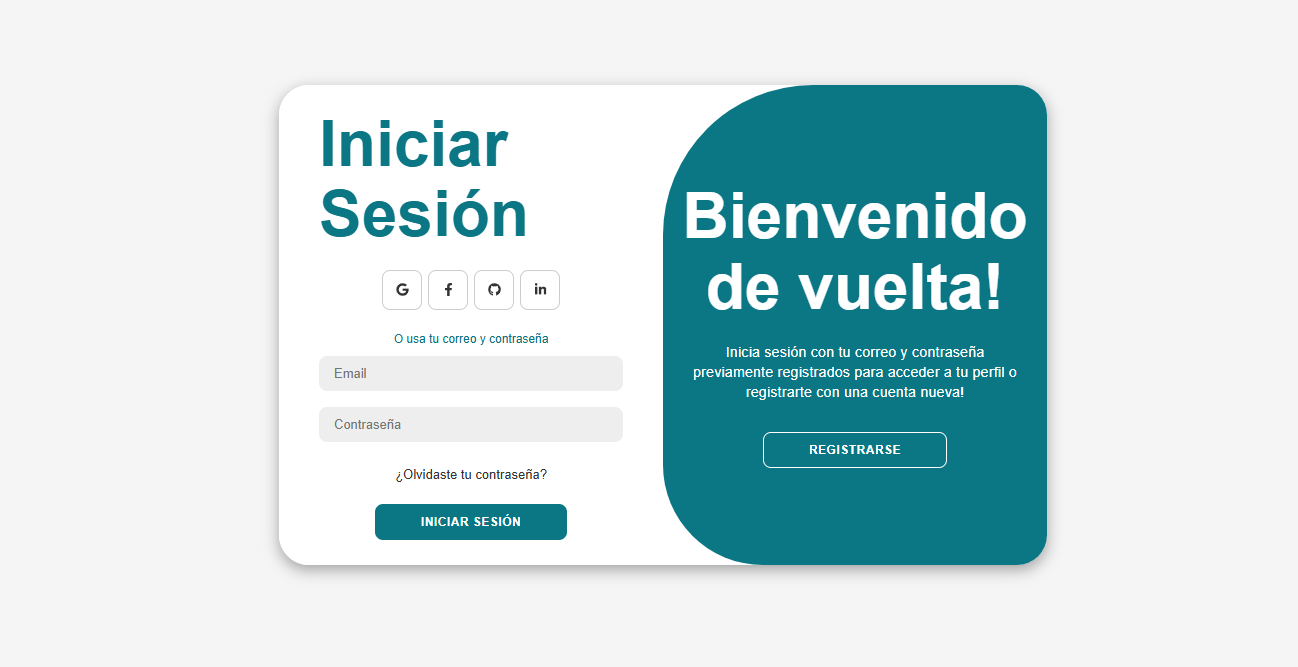 Iniciar
Sesión
O usa tu correo y contraseña
Email
Contraseña
¿Olvidaste tu contraseña?
INICIAR SESIÓN
Bienvenido
de vuelta!
Inicia sesión con tu correo y contraseña
previamente registrados para acceder a tu perfil o
registrarte con una cuenta nueva!
REGISTRARSE